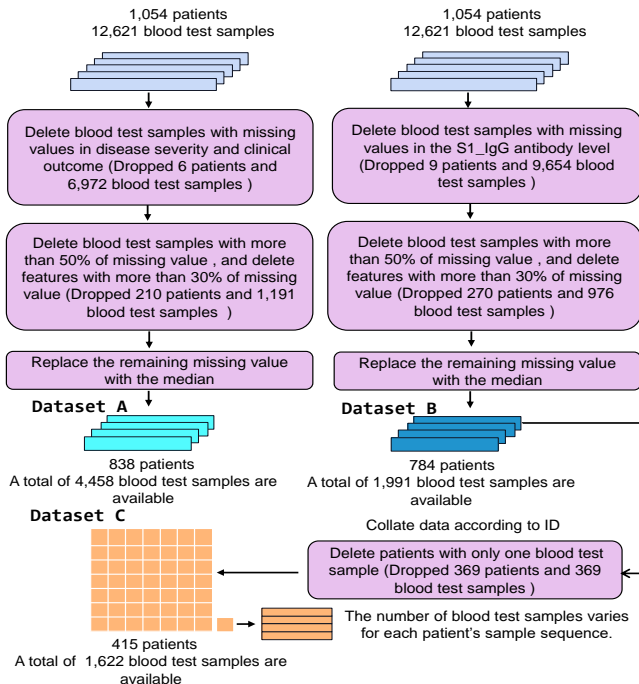 1,054 patients
12,621 blood test samples
Delete blood test samples with missing
values in disease severity and clinical
outcome (Dropped 6 patients and
6,972 blood test samples )
Delete blood test samples with more
than 50% of missing value , and delete
features with more than 30% of missing
value (Dropped 210 patients and 1,191
blood test samples )
Replace the remaining missing value
with the median
Dataset A
838 patients
A total of 4,458 blood test samples are
available
1,054 patients
12,621 blood test samples
Delete blood test samples with missing
values in the S1_IgG antibody level
(Dropped 9 patients and 9,654 blood
test samples )
Delete blood test samples with more
than 50% of missing value , and delete
features with more than 30% of missing
value (Dropped 270 patients and 976
blood test samples )
Replace the remaining missing value
with the median
Dataset B
784 patients
A total of 1,991 blood test samples are
available
Collate data according to ID
Delete patients with only one blood test
sample (Dropped 369 patients and 369
blood test samples )
Dataset C
The number of blood test samples varies
for each patient's sample sequence.
415 patients
A total of 1,622 blood test samples are
available